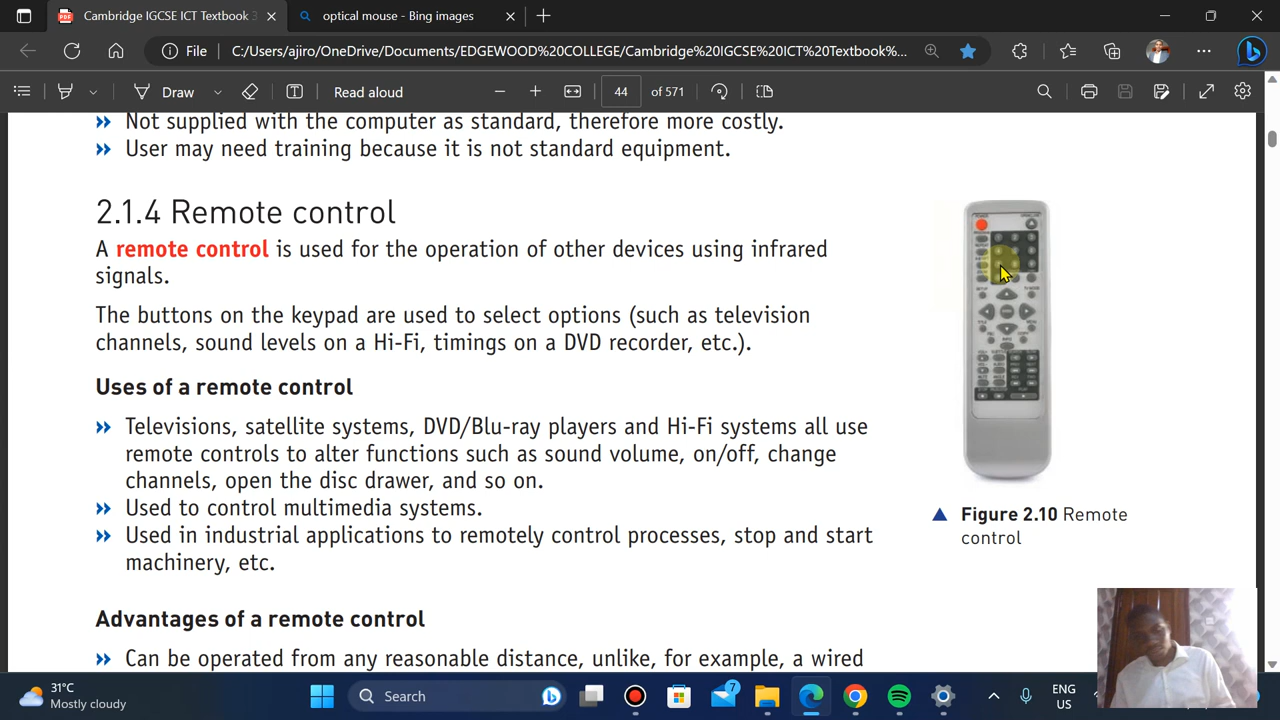 Cambridge IGCSE ICT Textbook 3
optical mouse - Bing images
File
C:/Users/ajiro/OneDrive/Documents/EDGEWOOD%20COLLEGE/Cambridge%20IGCSE%20ICT%20Textbook%...
Draw
Read aloud
44 of 571
» Not supplied with the computer as standard, therefore more costly.
» User may need training because it is not standard equipment.
2.1.4 Remote control
A remote control is used for the operation of other devices using infrared
signals.
The buttons on the keypad are used to select options (such as television
channels, sound levels on a Hi-Fi, timings on a DVD recorder, etc.).
Uses of a remote control
» Televisions, satellite systems, DVD/Blu-ray players and Hi-Fi systems all use
remote controls to alter functions such as sound volume, on/off, change
channels, open the disc drawer, and so on.
» Used to control multimedia systems.
» Used in industrial applications to remotely control processes, stop and start
machinery, etc.
▲ Figure 2.10 Remote
control
Advantages of a remote control
» Can be operated from any reasonable distance, unlike, for example, a wired
31°C
Mostly cloudy
Search
7
ENG
US